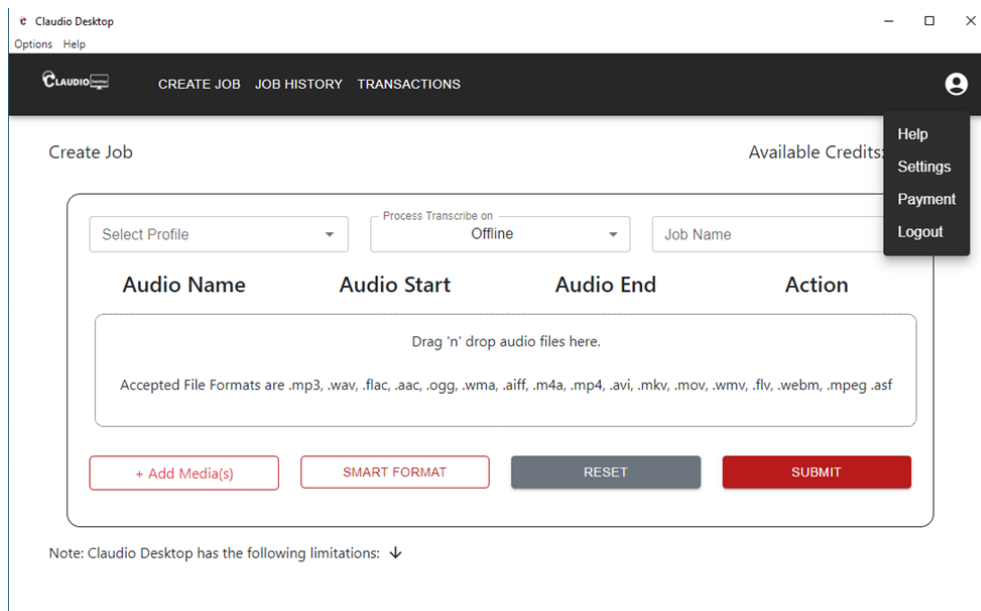 Claudio Desktop
Options Help
CLAUDIO
CREATE JOB JOB HISTORY TRANSACTIONS
Help
Settings
Payment
Logout
Create Job
Available Credits:
Select Profile
Process Transcribe on
Offline
Job Name
Audio Name Audio Start Audio End Action
Drag 'n' drop audio files here.
Accepted File Formats are .mp3, .wav, .flac, .aac, .ogg, .wma, .aiff, .m4a, .mp4, .avi, .mkv, .mov, .wmv, .flv, .webm, .mpeg .asf
+ Add Media(s) SMART FORMAT RESET SUBMIT
Note: Claudio Desktop has the following limitations: ↓